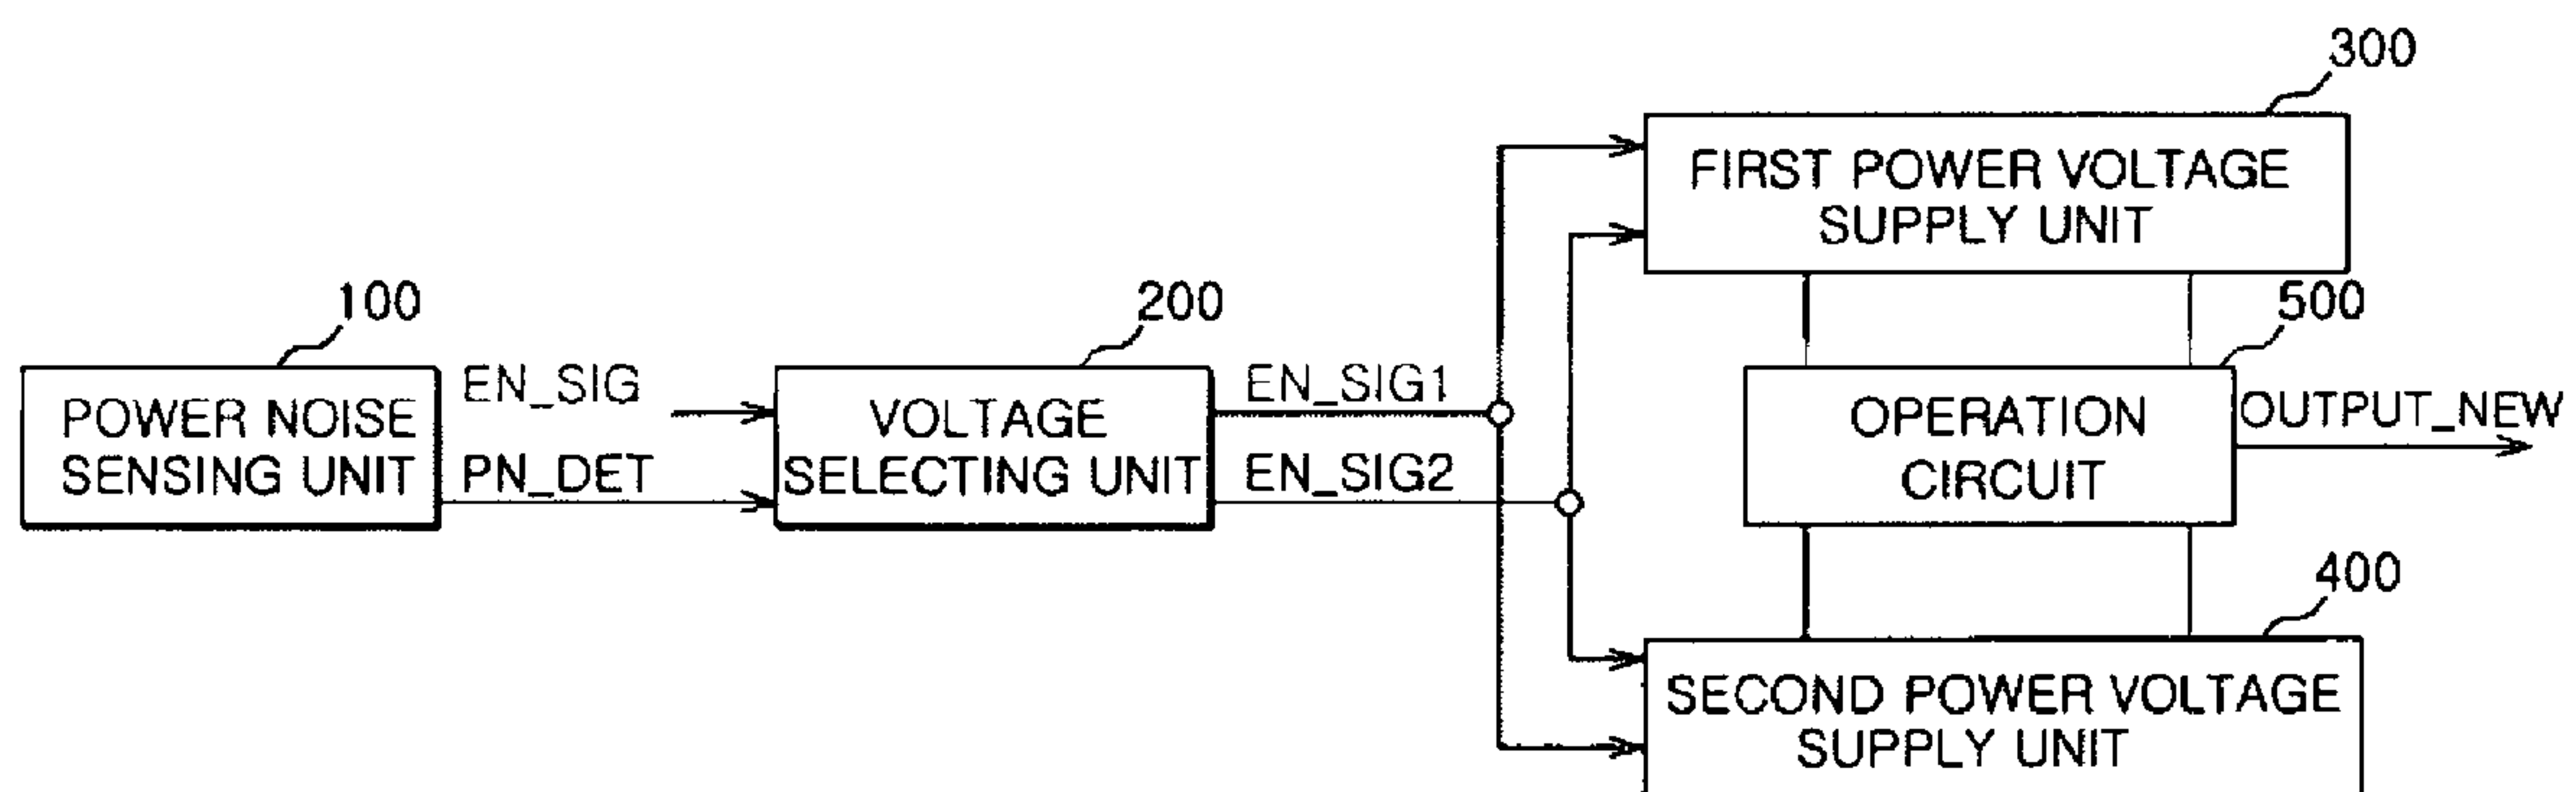 300
FIRST POWER VOLTAGE
SUPPLY UNIT
100
200
500
POWER NOISE
SENSING UNIT
EN_SIG
PN_DET
VOLTAGE
SELECTING UNIT
EN_SIG1
EN_SIG2
OPERATION
CIRCUIT
OUTPUT_NEW
400
SECOND POWER VOLTAGE
SUPPLY UNIT